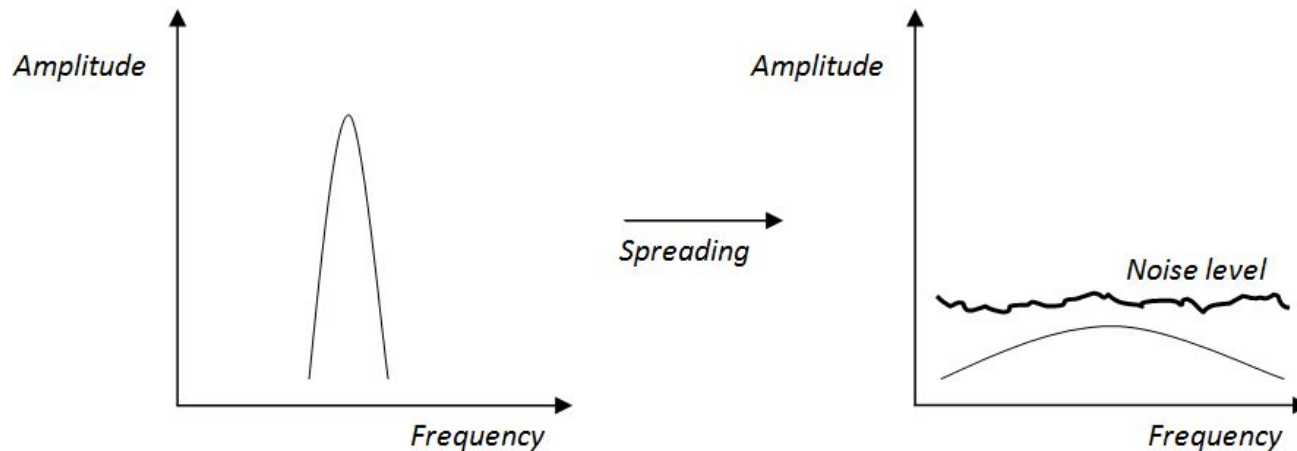 Amplitude
Frequency
Spreading
Amplitude
Noise level
Frequency